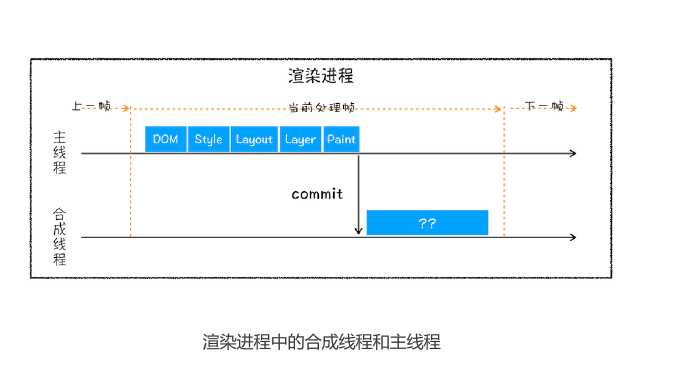 渲染进程
上一帧
当前处理帧
下一帧
主线程
DOM
Style
Layout
Layer
Paint
commit
合成线程
??
渲染进程中的合成线程和主线程